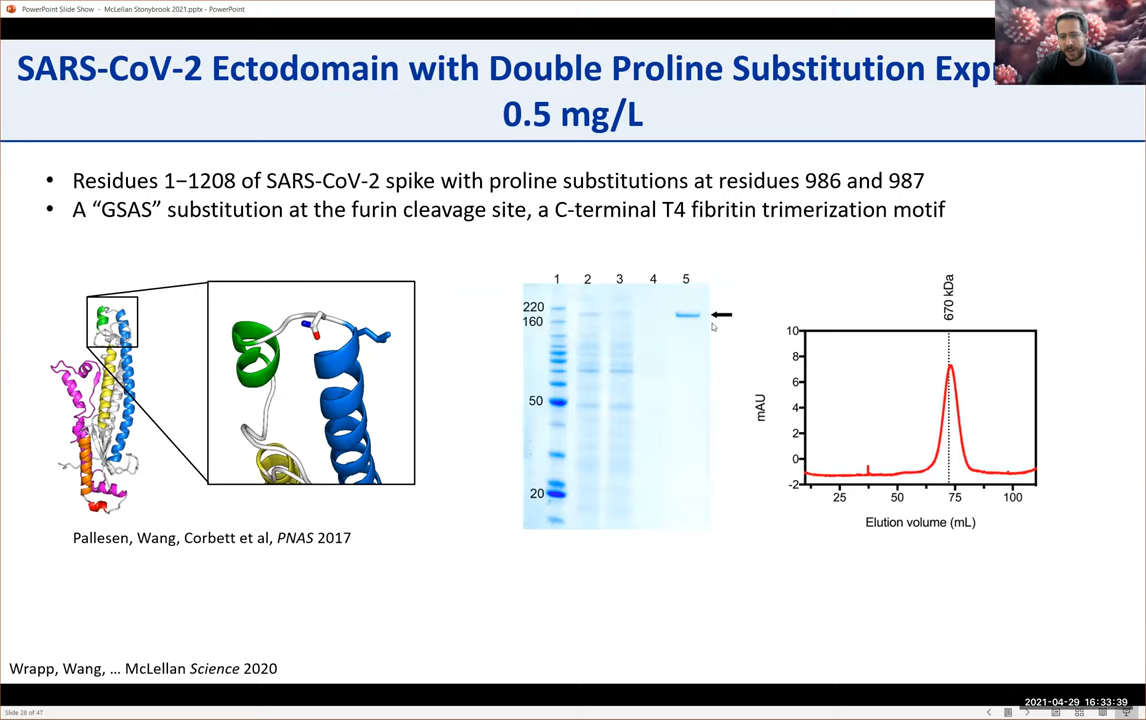 PowerPoint Slide Show - McLellan Stonybrook 2021.pptx - PowerPoint
SARS-CoV-2 Ectodomain with Double Proline Substitution
0.5 mg/L
• Residues 1–1208 of SARS-CoV-2 spike with proline substitutions at residues 986 and 987
• A “GSAS” substitution at the furin cleavage site, a C-terminal T4 fibritin trimerization motif
1 2 3 4 5
220
160
50
20
670 kDa
10
8
6
4
2
0
-2
mAU
25 50 75 100
Elution volume (mL)
Pallesen, Wang, Corbett et al, PNAS 2017
Wrapp, Wang, ... McLellan Science 2020
2021-04-29 16:33:39
Slide 28 of 47